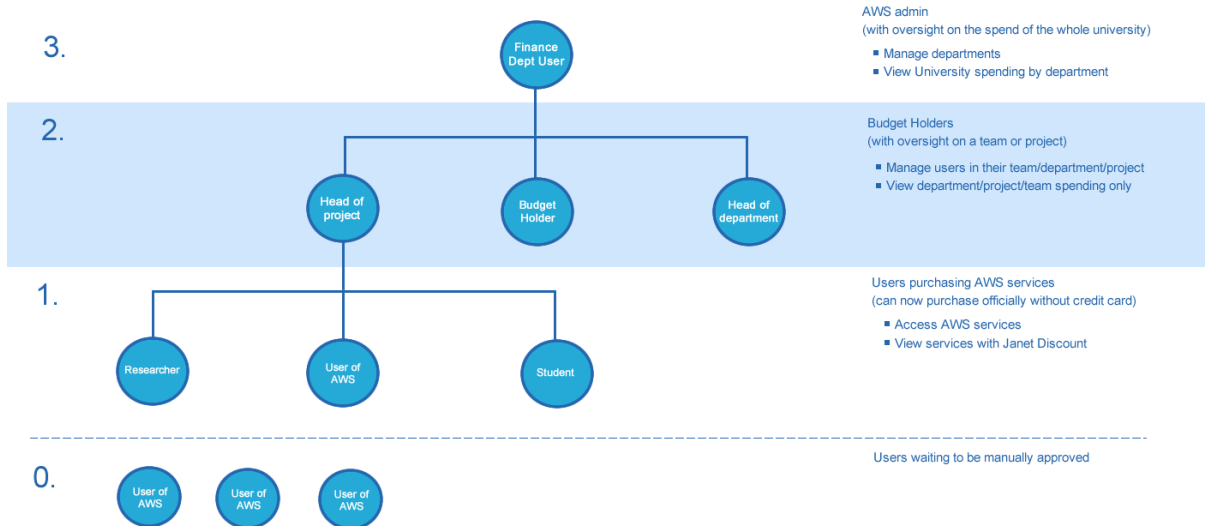 3.
Finance
Dept User
AWS admin
(with oversight on the spend of the whole university)
Manage departments
View University spending by department
2.
Head of
project
Budget
Holder
Head of
department
Budget Holders
(with oversight on a team or project)
Manage users in their team/department/project
View department/project/team spending only
1.
Researcher
User of
AWS
Student
Users purchasing AWS services
(can now purchase officially without credit card)
Access AWS services
View services with Janet Discount
0.
User of
AWS
User of
AWS
User of
AWS
Users waiting to be manually approved